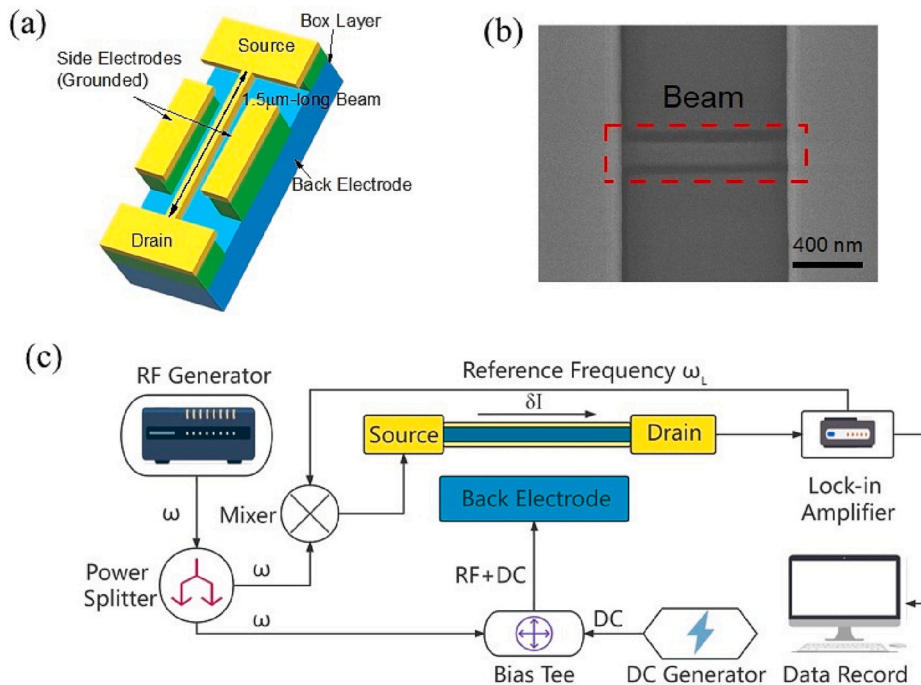 (a)
Box Layer
Source
Side Electrodes
(Grounded)
1.5μm-long Beam
Back Electrode
Drain
(b)
Beam
400 nm
(c)
RF Generator
Reference Frequency ω_L
δI
Source
Drain
ω
Mixer
Back Electrode
Lock-in
Amplifier
Power
Splitter
ω
RF+DC
ω
DC
Bias Tee
DC Generator
Data Record